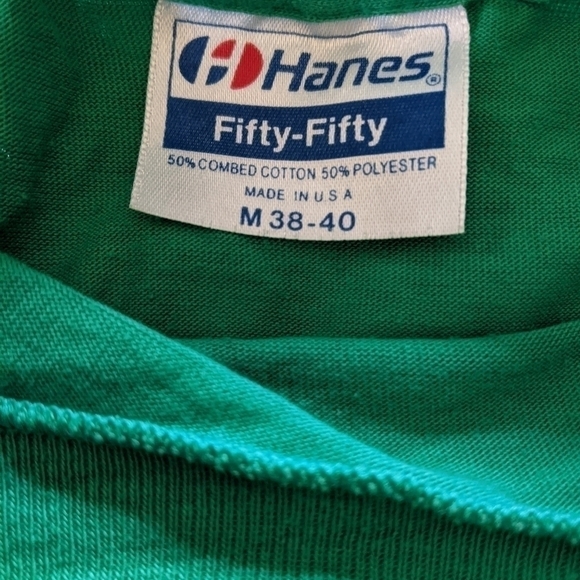 Hanes®
Fifty-Fifty
50% COMBED COTTON 50% POLYESTER
MADE IN U S A
M 38-40